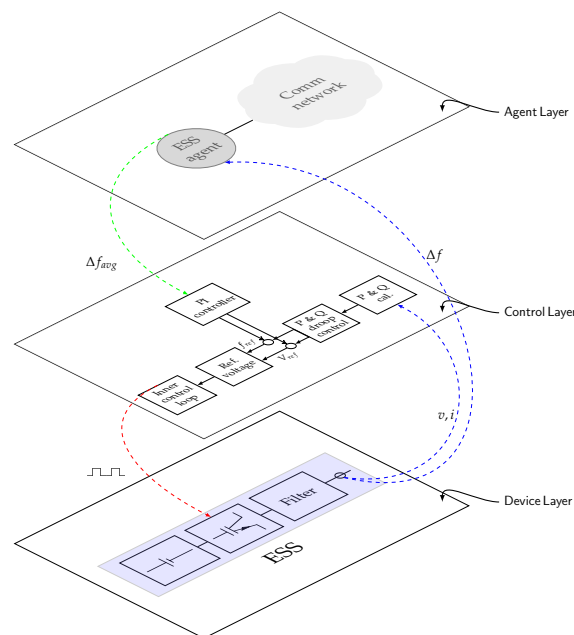 Comm
network
Agent Layer
ESS
agent
Δf_avg
Δf
PI
controller
P & Q
cal.
P & Q
droop
control
Control Layer
f_ref
V_ref
Ref.
voltage
Inner
control
loop
v, i
Filter
Device Layer
ESS